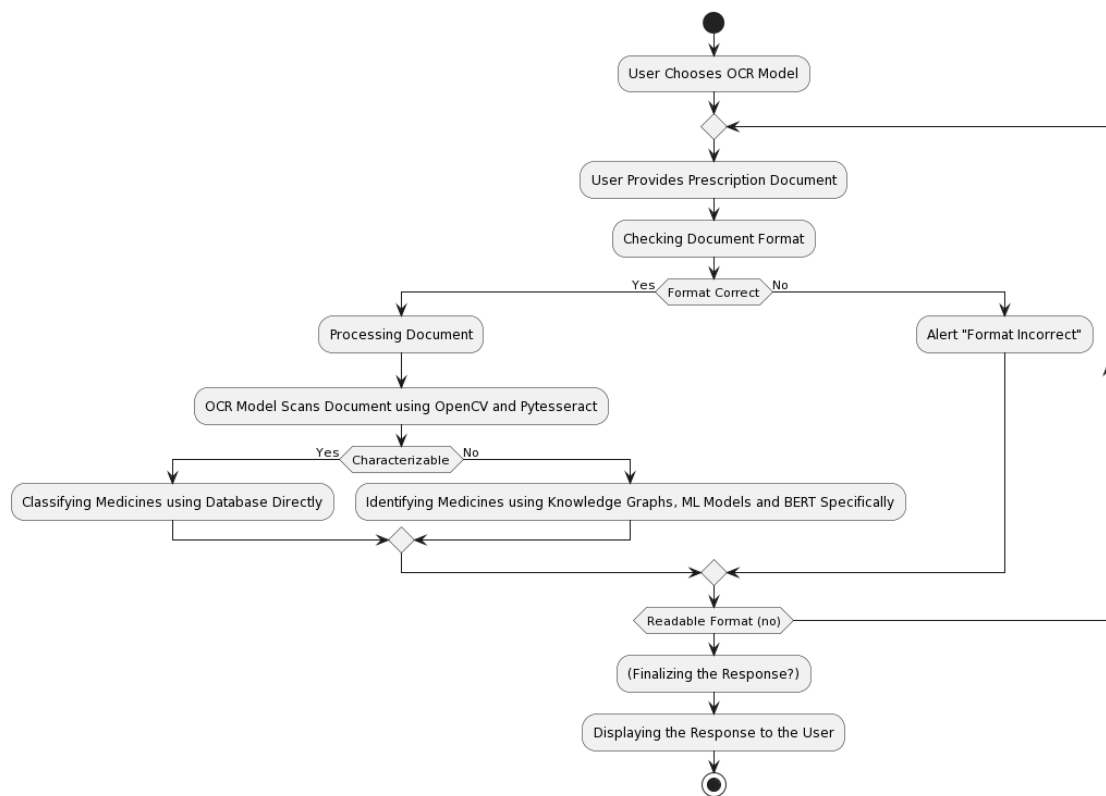 User Chooses OCR Model
User Provides Prescription Document
Checking Document Format
Yes
Format Correct
No
Processing Document
Alert "Format Incorrect"
OCR Model Scans Document using OpenCV and Pytesseract
Yes
Characterizable
No
Classifying Medicines using Database Directly
Identifying Medicines using Knowledge Graphs, ML Models and BERT Specifically
Readable Format (no)
(Finalizing the Response?)
Displaying the Response to the User